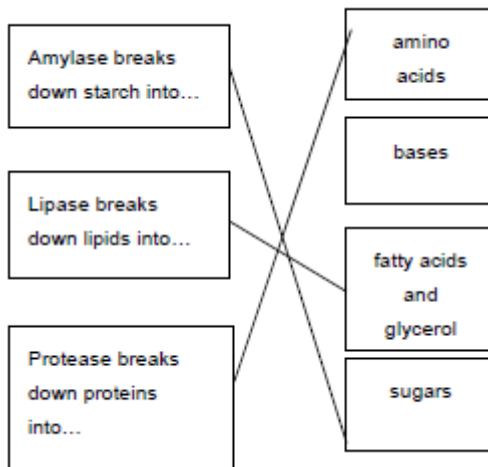 Amylase breaks
down starch into…
Lipase breaks
down lipids into…
Protease breaks
down proteins
into…
amino
acids
bases
fatty acids
and
glycerol
sugars